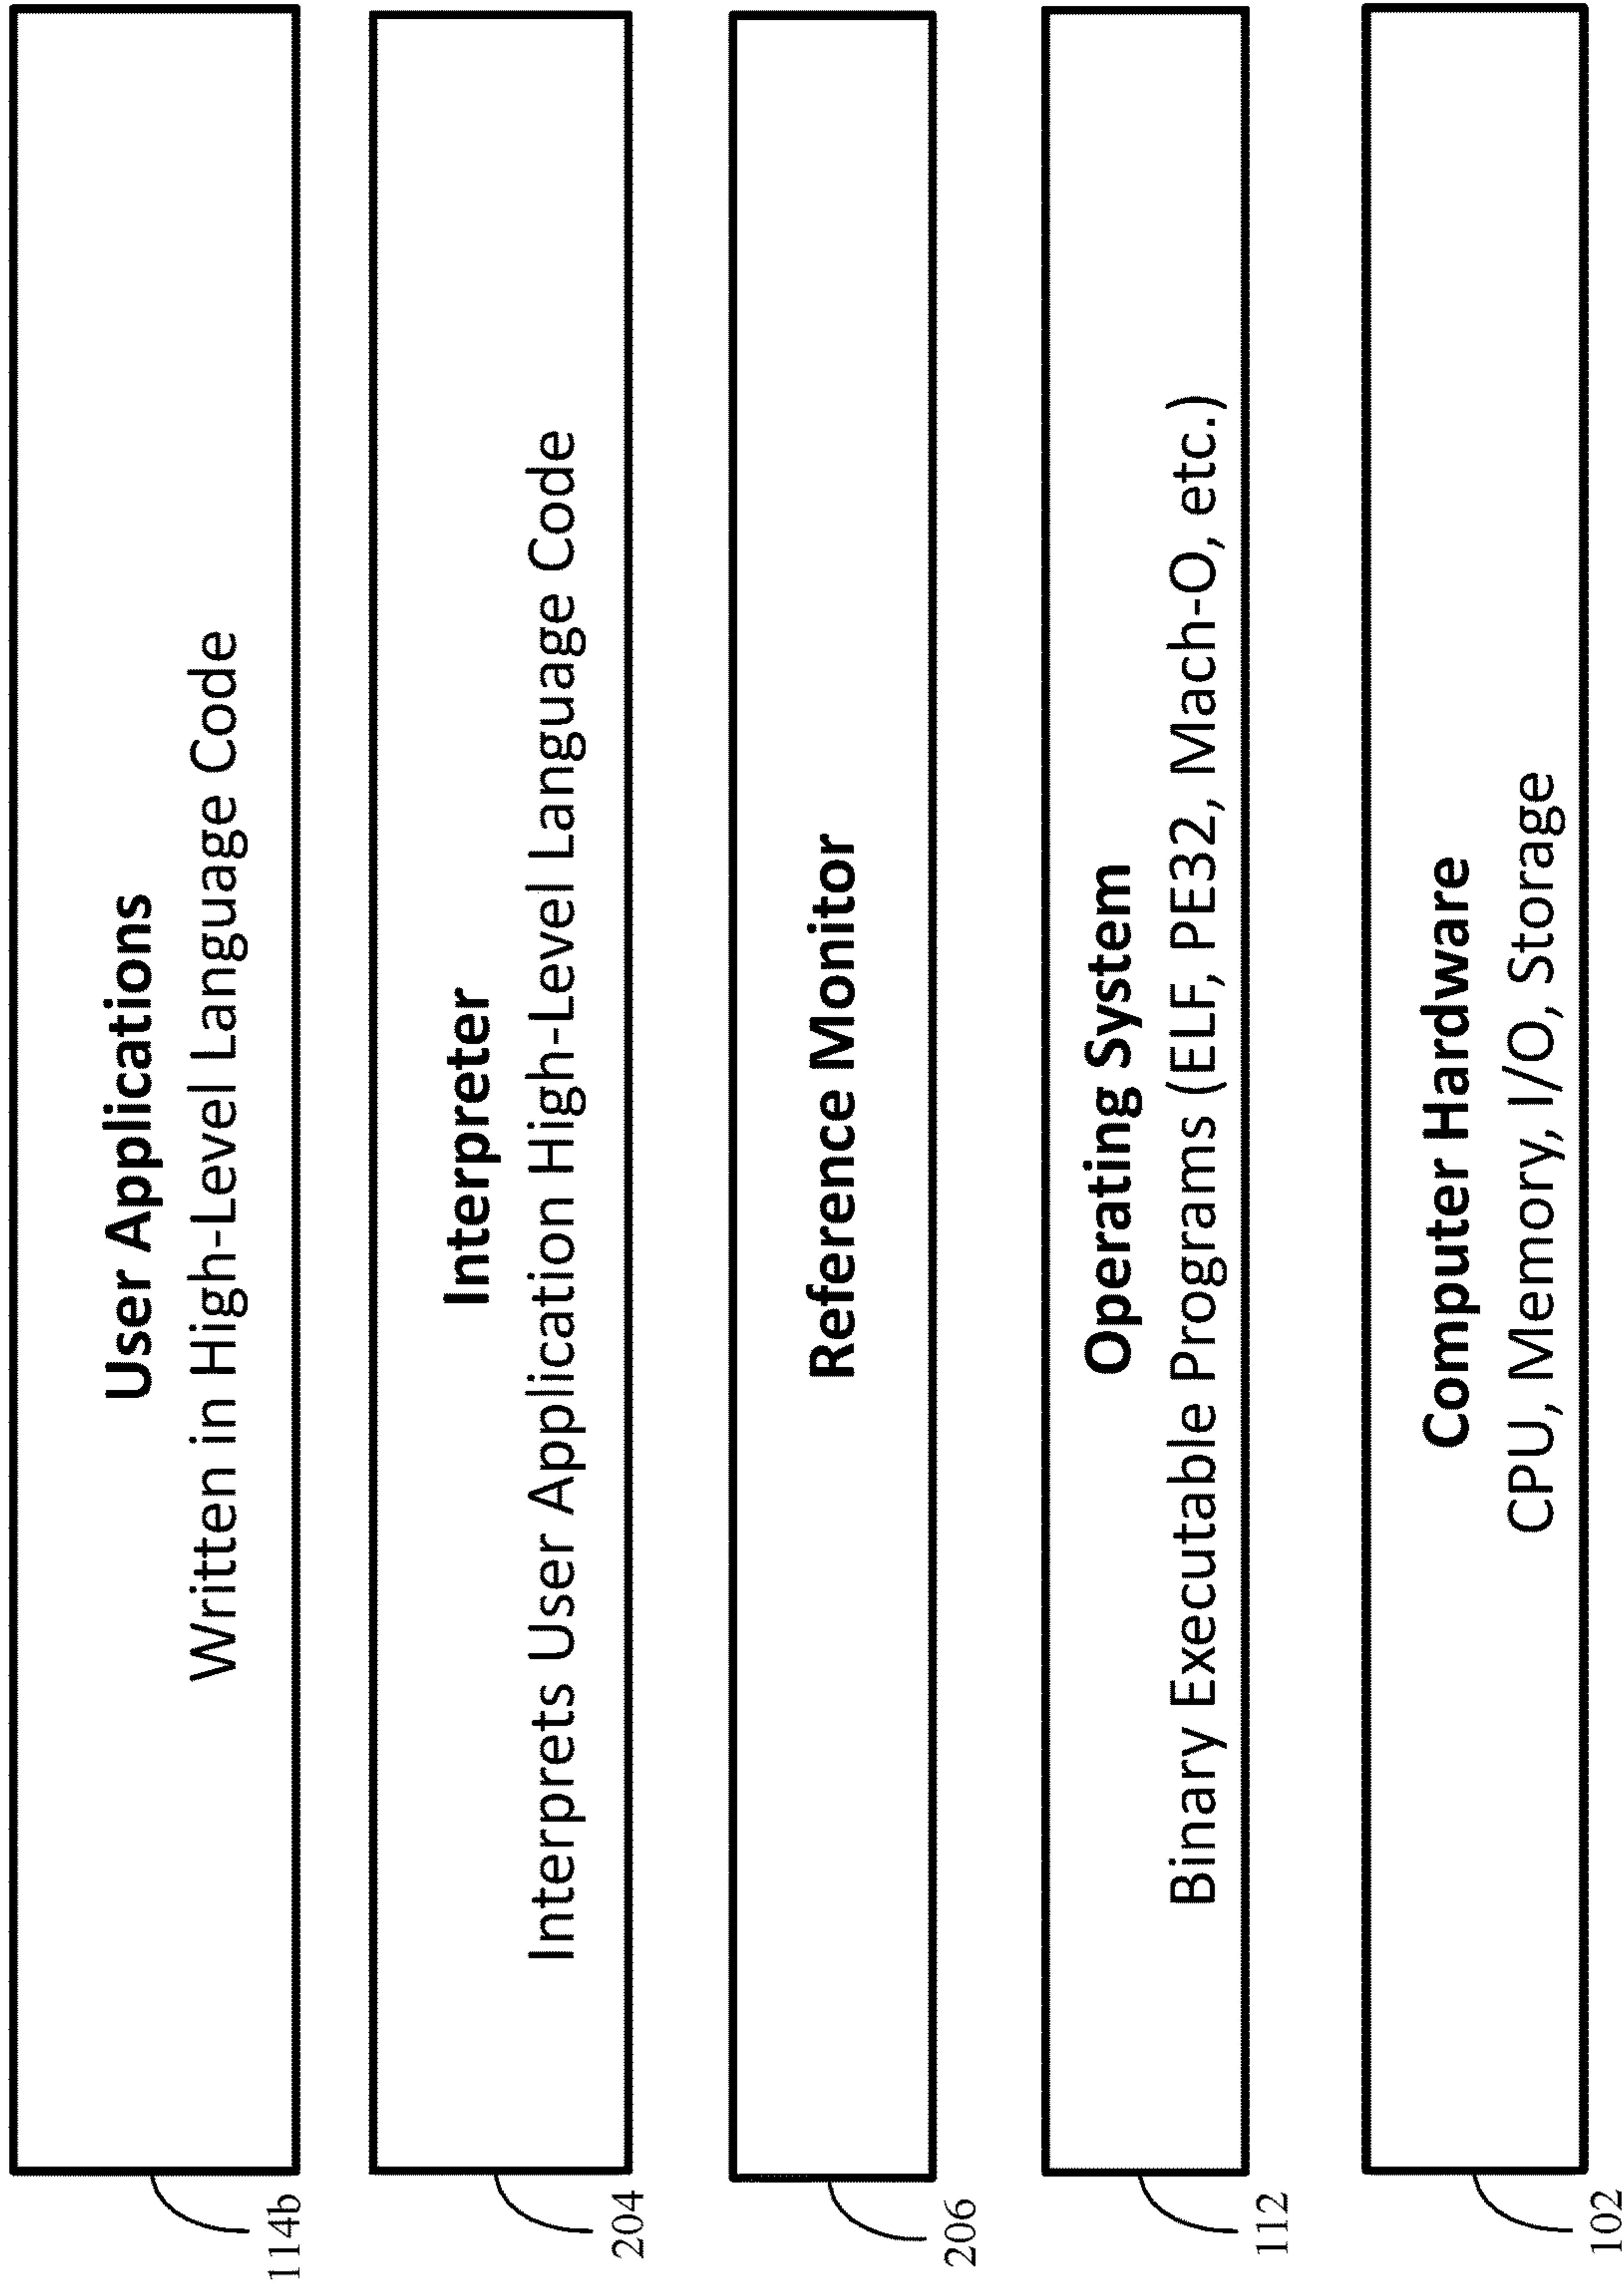 User Applications
Written in High-Level Language Code
114b
Interpreter
Interprets User Application High-Level Language Code
204
Reference Monitor
206
Operating System
Binary Executable Programs (ELF, PE32, Mach-O, etc.)
112
Computer Hardware
CPU, Memory, I/O, Storage
102